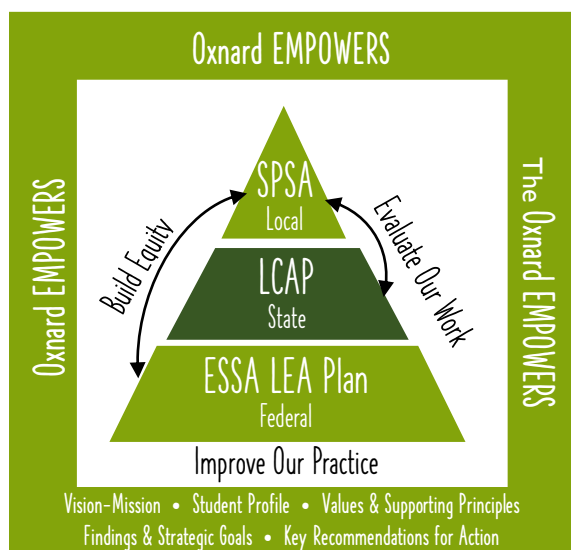 Oxnard EMPOWERS
Oxnard EMPOWERS
The Oxnard EMPOWERS
Build Equity
Evaluate Our Work
SPSA
Local
LCAP
State
ESSA LEA Plan
Federal
Improve Our Practice
Vision-Mission • Student Profile • Values & Supporting Principles
Findings & Strategic Goals • Key Recommendations for Action